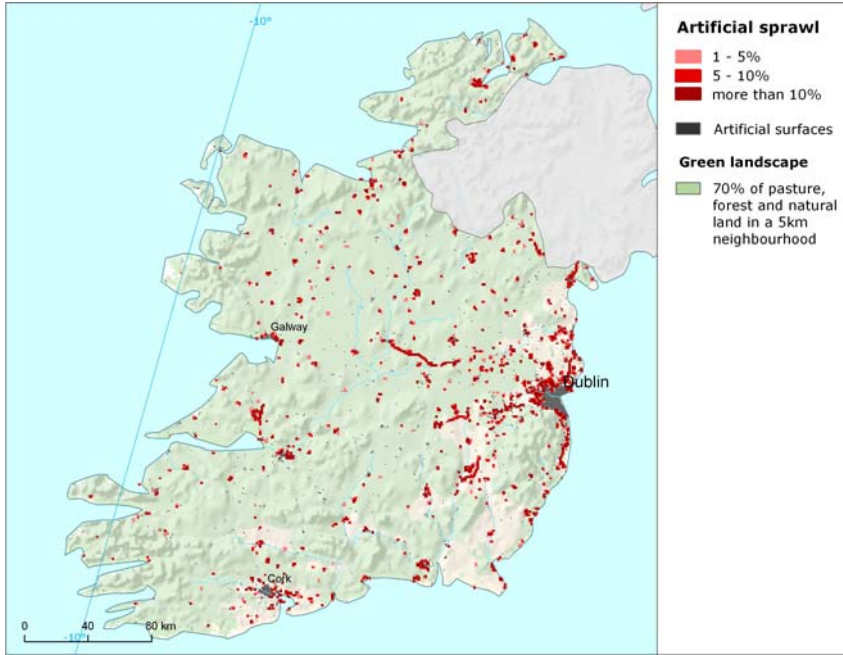 -10°
Artificial sprawl
1 - 5%
5 - 10%
more than 10%
Artificial surfaces
Green landscape
70% of pasture,
forest and natural
land in a 5km
neighbourhood
Galway
Dublin
Cork
0 40 80 km
-10°